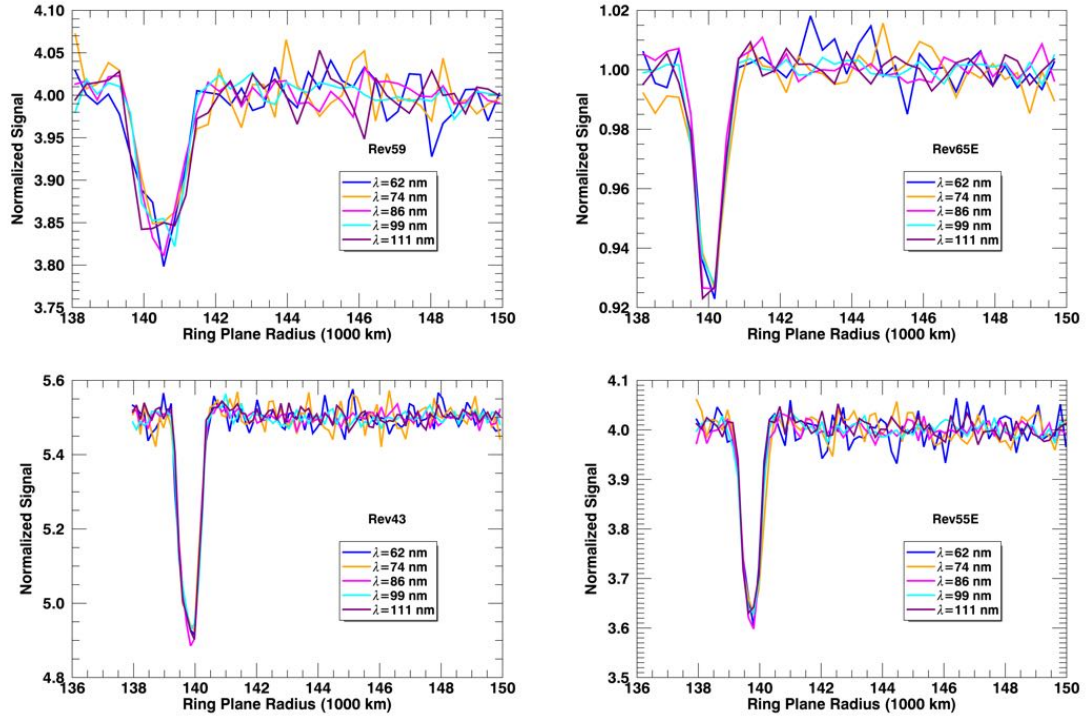 4.10
4.05
4.00
3.95
3.90
3.85
3.80
3.75
Normalized Signal
Rev59
λ=62 nm
λ=74 nm
λ=86 nm
λ=99 nm
λ=111 nm
138 140 142 144 146 148 150
Ring Plane Radius (1000 km)
1.02
1.00
0.98
0.96
0.94
0.92
Normalized Signal
Rev65E
λ=62 nm
λ=74 nm
λ=86 nm
λ=99 nm
λ=111 nm
138 140 142 144 146 148 150
Ring Plane Radius (1000 km)
5.6
5.4
5.2
5.0
4.8
Normalized Signal
Rev43
λ=62 nm
λ=74 nm
λ=86 nm
λ=99 nm
λ=111 nm
136 138 140 142 144 146 148 150
Ring Plane Radius (1000 km)
4.1
4.0
3.9
3.8
3.7
3.6
3.5
Normalized Signal
Rev55E
λ=62 nm
λ=74 nm
λ=86 nm
λ=99 nm
λ=111 nm
136 138 140 142 144 146 148 150
Ring Plane Radius (1000 km)